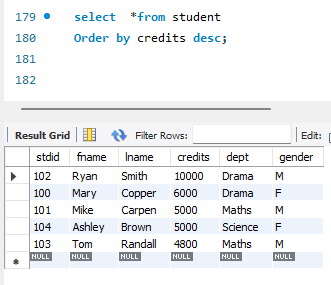 179 select *from student
180 Order by credits desc;
181
182
Result Grid Filter Rows: Edit:
stdid fname lname credits dept gender
102 Ryan Smith 10000 Drama M
100 Mary Copper 6000 Drama F
101 Mike Carpen 5000 Maths M
104 Ashley Brown 5000 Science F
103 Tom Randall 4800 Maths M
NULL NULL NULL NULL NULL NULL